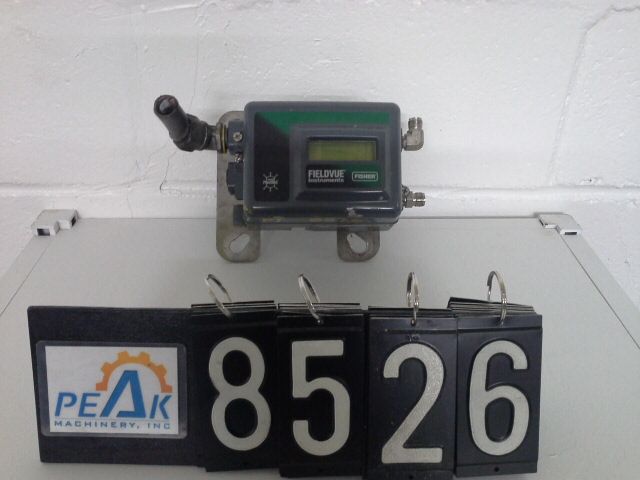 FIELDVUE
Instruments
FISHER
PEAK
MACHINERY, INC
8526